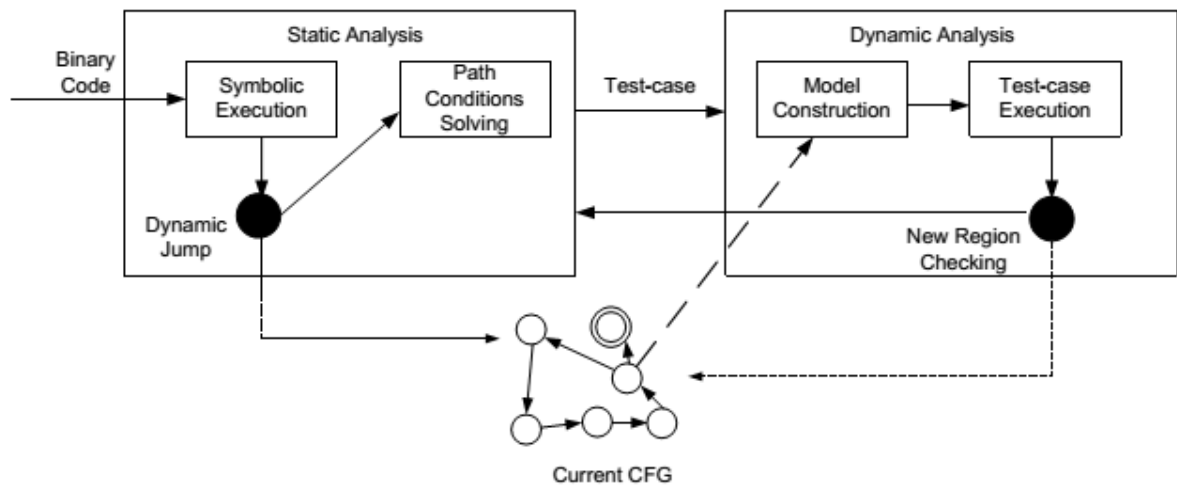 Static Analysis
Dynamic Analysis
Binary
Code
Symbolic
Execution
Path
Conditions
Solving
Test-case
Model
Construction
Test-case
Execution
Dynamic
Jump
New Region
Checking
Current CFG